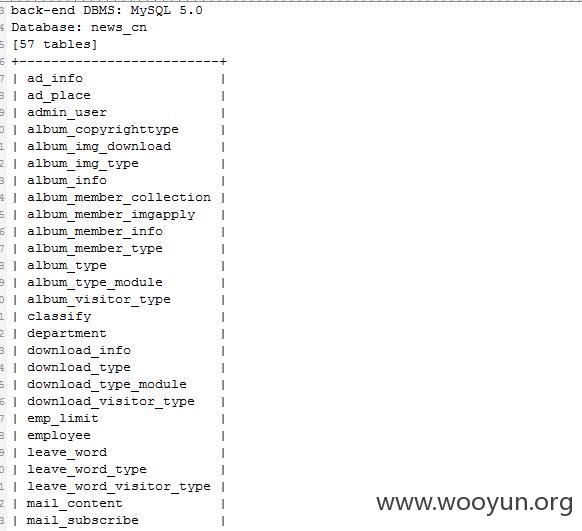 3 back-end DBMS: MySQL 5.0
4 Database: news_cn
5 [57 tables]
6 +-------------------------+
7 | ad_info |
8 | ad_place |
9 | admin_user |
0 | album_copyrighttype |
1 | album_img_download |
2 | album_img_type |
3 | album_info |
4 | album_member_collection |
5 | album_member_imgapply |
6 | album_member_info |
7 | album_member_type |
8 | album_type |
9 | album_type_module |
0 | album_visitor_type |
1 | classify |
2 | department |
3 | download_info |
4 | download_type |
5 | download_type_module |
6 | download_visitor_type |
7 | emp_limit |
8 | employee |
9 | leave_word |
0 | leave_word_type |
1 | leave_word_visitor_type |
2 | mail_content |
3 | mail_subscribe |
www.wooyun.org